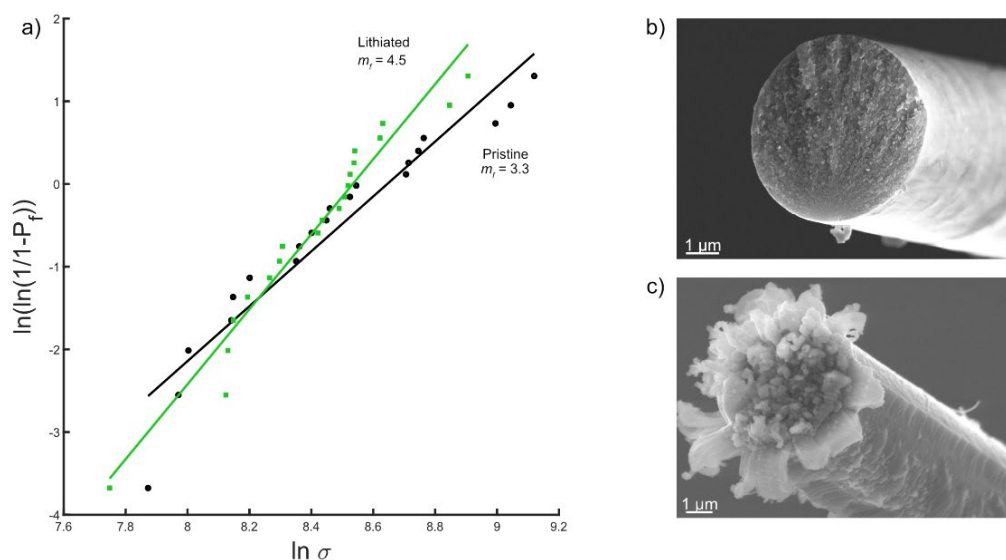 a)
Lithiated
m_f = 4.5
Pristine
m_f = 3.3
ln(ln(1/1-P_f))
2
1
0
-1
-2
-3
-4
7.6
7.8
8
8.2
8.4
8.6
8.8
9
9.2
ln σ
b)
1 μm
c)
1 μm